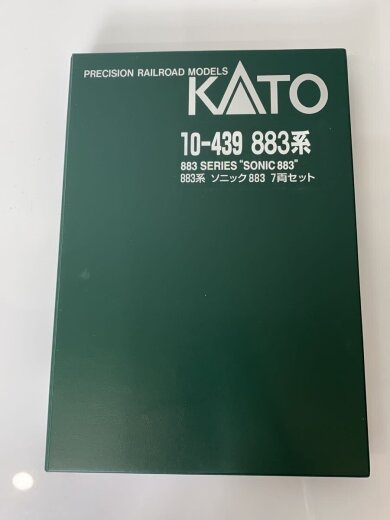 PRECISION RAILROAD MODELS
KATO
10-439 883系
883 SERIES "SONIC 883"
883系 ソニック883 7両セット